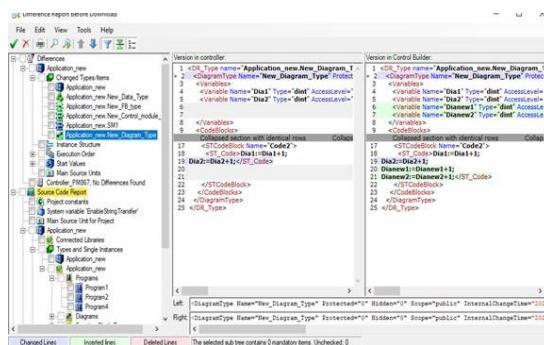 Difference Report Before Download
File Edit View Tools Help
Differences
Application_new
Changed Types/Items
Application_new
Application_new.New_Data_Type
Application_new.New_FB_type
Application_new.New_Control_module_
Application_new.SM1
Application_new.New_Diagram_Type
Instance Structure
Execution Order
Start Values
Main Source Units
Controller_PM867, No Differences Found
Source Code Report
Project constants
System variable 'EnableStringTransfer'
Main Source Unit for Project
Application_new
Connected Libraries
Types and Single Instances
Application_new
Application_new
Programs
Program1
Program2
Program4
Diagrams
Version in controller:
1 <DR_Type name="Application_new.New_Diagram_T
2 <DiagramType Name="New_Diagram_Type" Protec
3 <Variables>
4 <Variable Name="Dia1" Type="dint" AccessLevel="
5 <Variable Name="Dia2" Type="dint" AccessLevel="
6
7
8 </Variables>
9 <CodeBlocks>
Collapsed section with identical rows Collap
17 <STCodeBlock Name="Code2">
18 <ST_Code>Dia1:=Dia1+1;
19 Dia2:=Dia2+1;</ST_Code>
20
21
22 </STCodeBlock>
23 </CodeBlocks>
24 </DiagramType>
25 </DR_Type>
Version in Control Builder:
1 <DR_Type name="Application_new.New_Diagram_T
2 <DiagramType Name="New_Diagram_Type" Protect
3 <Variables>
4 <Variable Name="Dia1" Type="dint" AccessLevel=
5 <Variable Name="Dia2" Type="dint" AccessLevel=
6 <Variable Name="Dianew1" Type="dint" AccessLe
7 <Variable Name="Dianew2" Type="dint" AccessLe
8 </Variables>
9 <CodeBlocks>
Collapsed section with identical rows Collaps
17 <STCodeBlock Name="Code2">
18 <ST_Code>Dia1:=Dia1+1;
19 Dia2:=Dia2+1;
20 Dianew1:=Dianew1+1;
21 Dianew2:=Dianew2+1;</ST_Code>
22 </STCodeBlock>
23 </CodeBlocks>
24 </DiagramType>
25 </DR_Type>
Left: <DiagramType Name="New_Diagram_Type" Protected="0" Hidden="0" Scope="public" InternalChangeTime="202
Right: <DiagramType Name="New_Diagram_Type" Protected="0" Hidden="0" Scope="public" InternalChangeTime="202
Changed Lines Inserted lines Deleted Lines The selected sub tree contains 0 mandatory items. Unchecked: 0